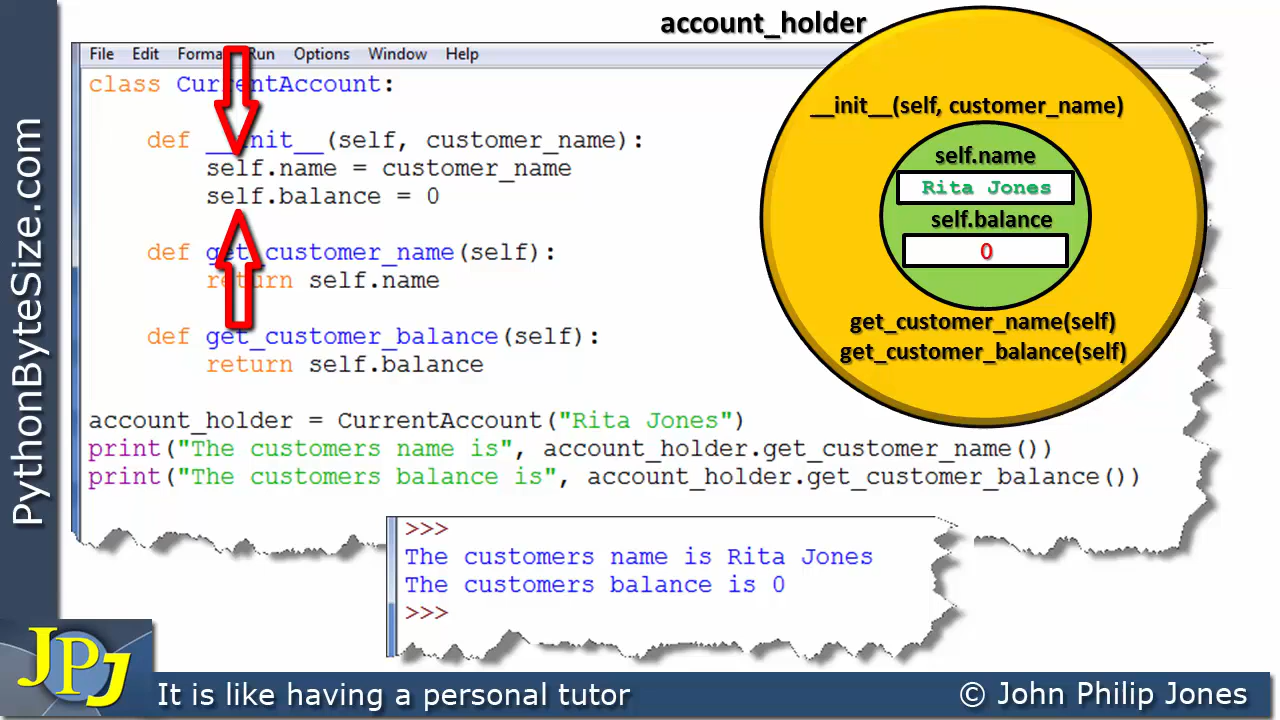 account_holder
File Edit Format Run Options Window Help
class CurrentAccount:
def __init__(self, customer_name):
self.name = customer_name
self.balance = 0
def get_customer_name(self):
return self.name
def get_customer_balance(self):
return self.balance
account_holder = CurrentAccount("Rita Jones")
print("The customers name is", account_holder.get_customer_name())
print("The customers balance is", account_holder.get_customer_balance())
__init__(self, customer_name)
self.name
Rita Jones
self.balance
0
get_customer_name(self)
get_customer_balance(self)
>>>
The customers name is Rita Jones
The customers balance is 0
>>>
PythonByteSize.com
JPJ
It is like having a personal tutor
© John Philip Jones